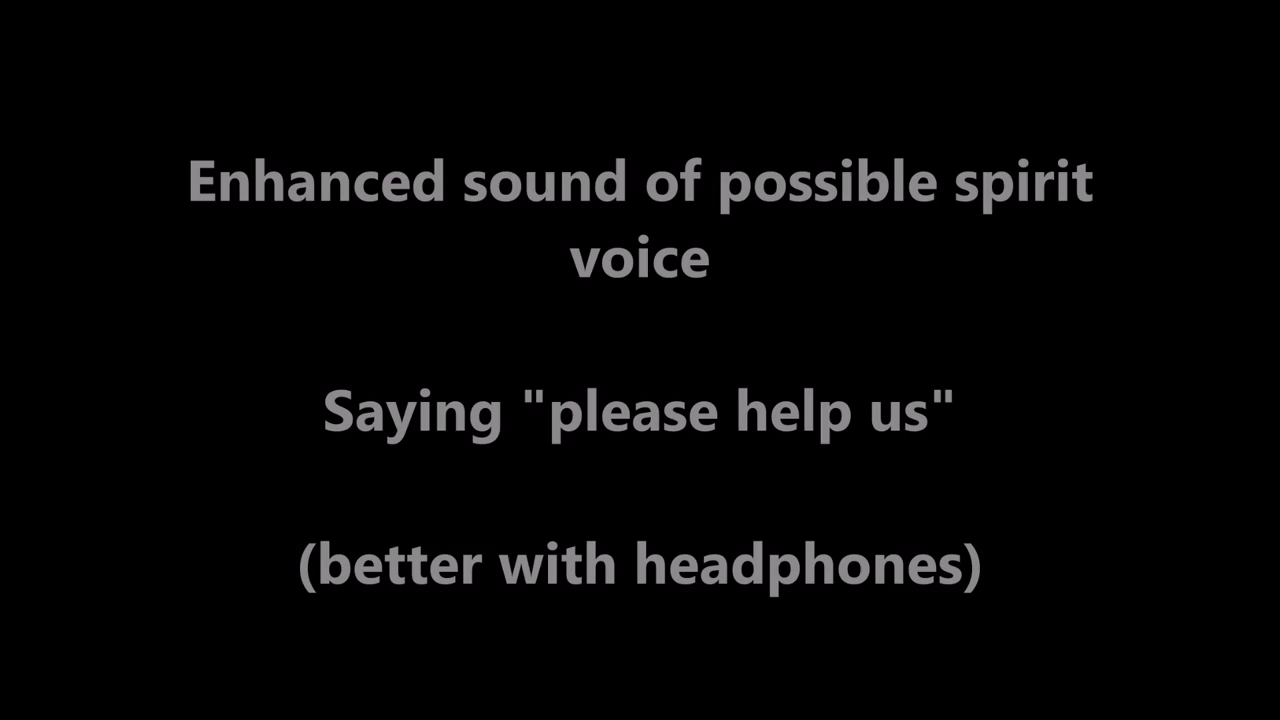 Enhanced sound of possible spirit
voice
Saying "please help us"
(better with headphones)